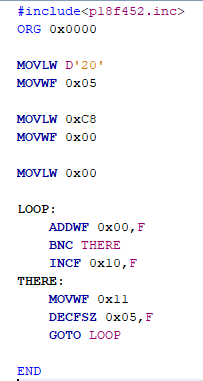 #include<p18f452.inc>
ORG 0x0000
MOVLW D'20'
MOVWF 0x05
MOVLW 0xC8
MOVWF 0x00
MOVLW 0x00
LOOP:
ADDWF 0x00,F
BNC THERE
INCF 0x10,F
THERE:
MOVWF 0x11
DECFSZ 0x05,F
GOTO LOOP
END